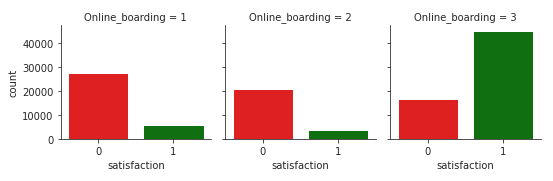 Online_boarding = 1
Online_boarding = 2
Online_boarding = 3
count
40000
30000
20000
10000
0
0 1
0 1
0 1
satisfaction
satisfaction
satisfaction